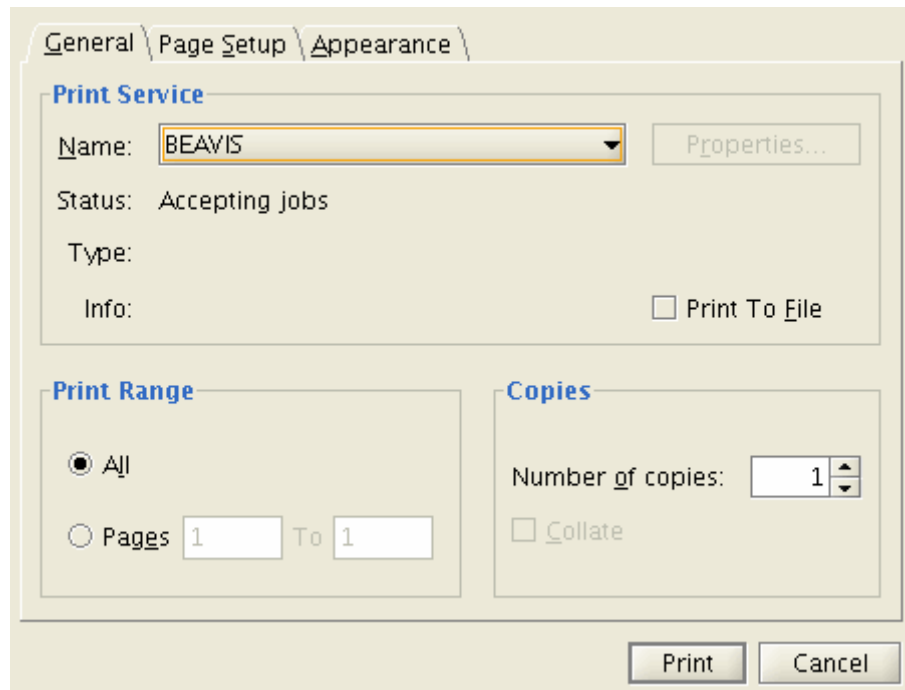 General Page Setup Appearance
Print Service
Name: BEAVIS Properties...
Status: Accepting jobs
Type:
Info: Print To File
Print Range
All
Pages 1 To 1
Copies
Number of copies: 1
Collate
Print Cancel